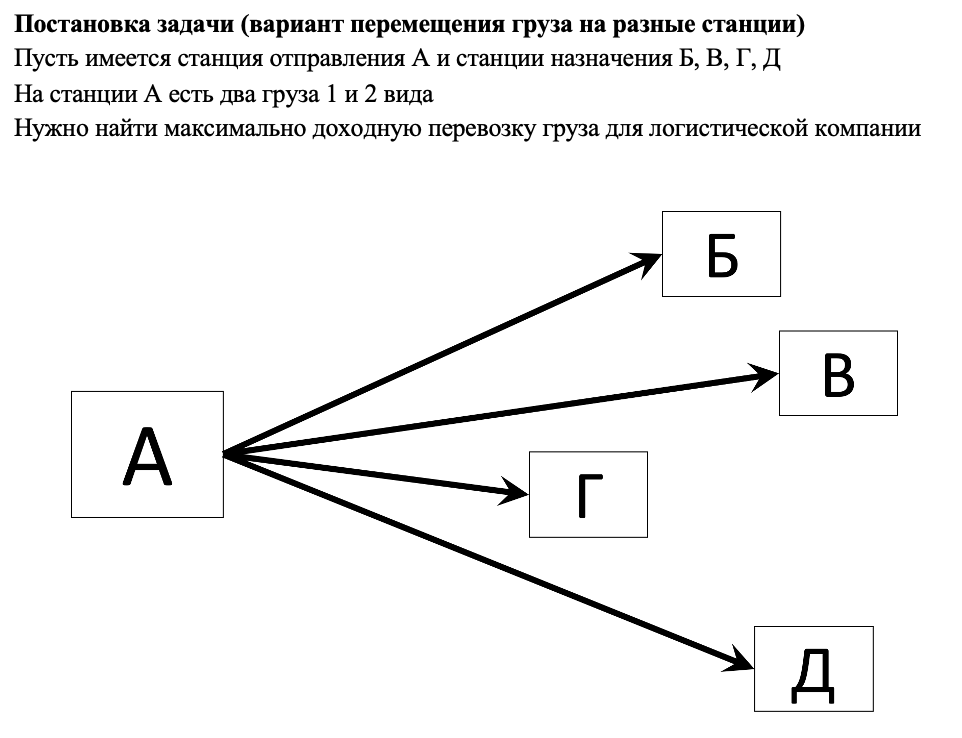 Постановка задачи (вариант перемещения груза на разные станции)
Пусть имеется станция отправления А и станции назначения Б, В, Г, Д
На станции А есть два груза 1 и 2 вида
Нужно найти максимально доходную перевозку груза для логистической компании
Б
В
А
Г
Д